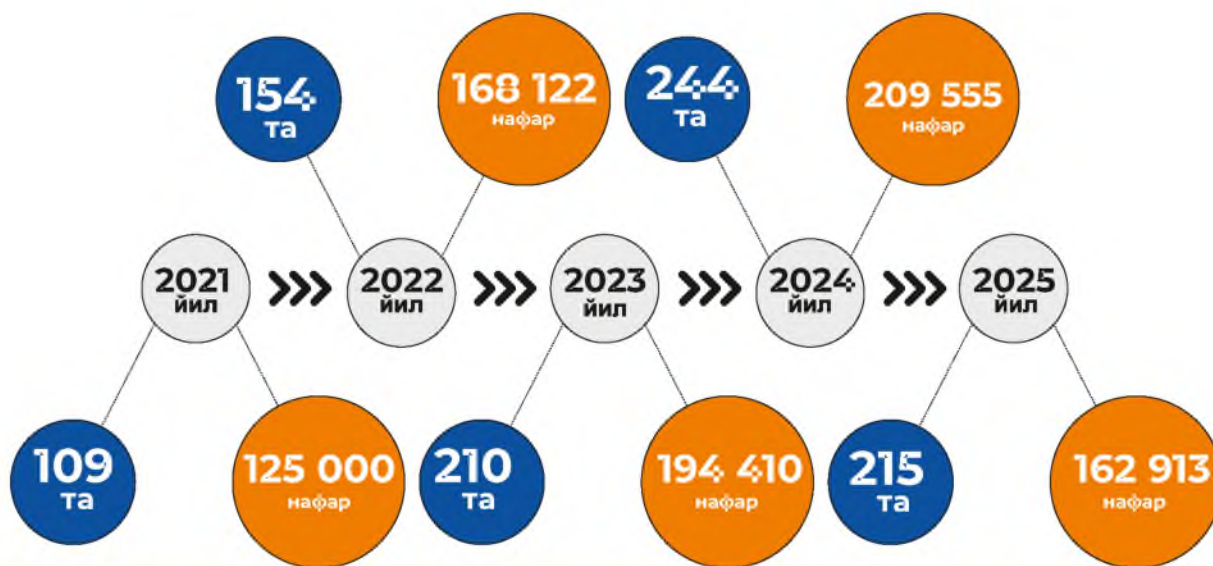 154
та
168 122
нафар
244
та
209 555
нафар
2021
йил
2022
йил
2023
йил
2024
йил
2025
йил
109
та
125 000
нафар
210
та
194 410
нафар
215
та
162 913
нафар